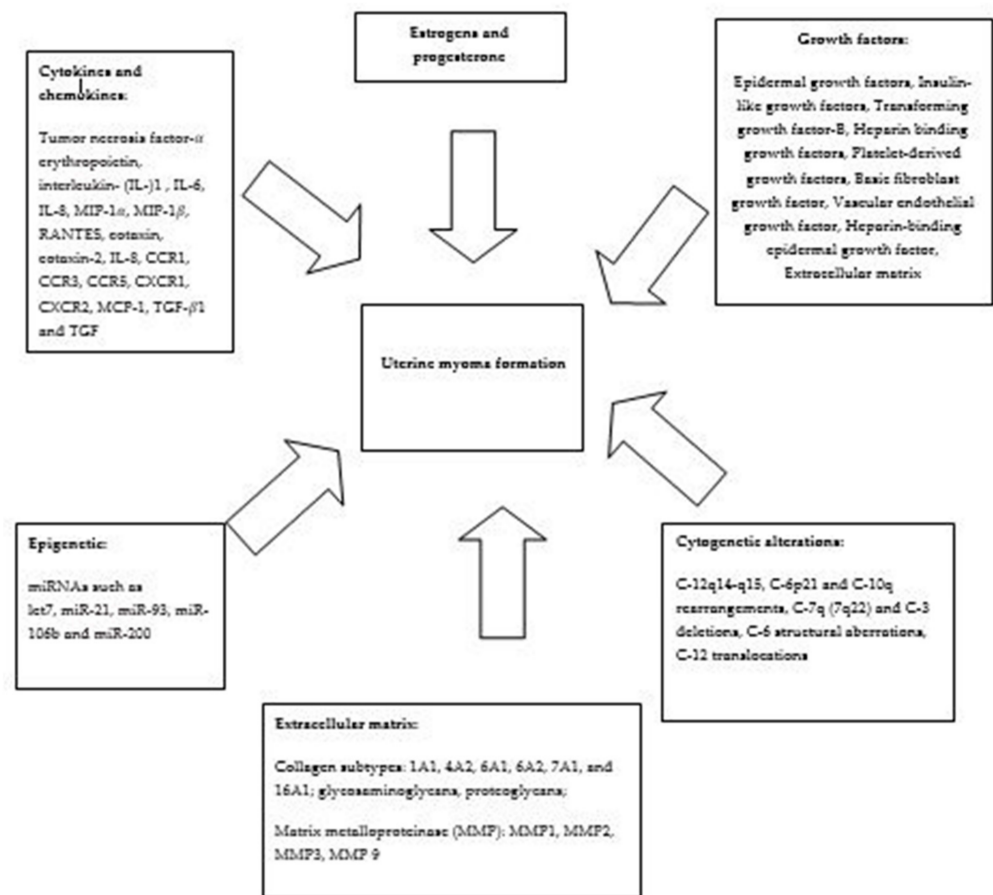 Estrogens and
progesterone
Cytokines and
chemokines:
Tumor necrosis factor-α
erythropoietin,
interleukin- (IL-)1 , IL-6,
IL-8, MIP-1α, MIP-1β,
RANTES, eotaxin,
eotaxin-2, IL-8, CCR1,
CCR3, CCR5, CXCR1,
CXCR2, MCP-1, TGF-β1
and TGF
Growth factors:
Epidermal growth factors, Insulin-
like growth factors, Transforming
growth factor-B, Heparin binding
growth factors, Platelet-derived
growth factors, Basic fibroblast
growth factor, Vascular endothelial
growth factor, Heparin-binding
epidermal growth factor,
Extracellular matrix
Uterine myoma formation
Epigenetic:
miRNAs such as
let7, miR-21, miR-93, miR-
106b and miR-200
Cytogenetic alterations:
C-12q14-q15, C-6p21 and C-10q
rearrangements, C-7q (7q22) and C-3
deletions, C-6 structural aberrations,
C-12 translocations
Extracellular matrix:
Collagen subtypes: 1A1, 4A2, 6A1, 6A2, 7A1, and
16A1; glycosaminoglycans, proteoglycans;
Matrix metalloproteinase (MMP): MMP1, MMP2,
MMP3, MMP 9